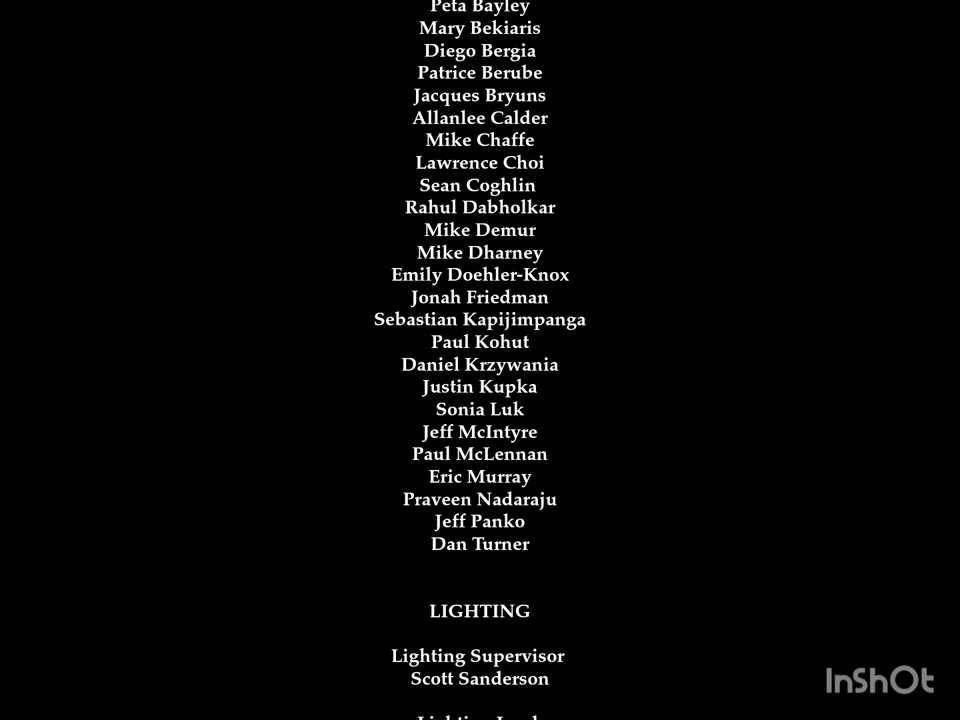 Peta Bayley
Mary Bekiaris
Diego Bergia
Patrice Berube
Jacques Bryuns
Allanlee Calder
Mike Chaffe
Lawrence Choi
Sean Coghlin
Rahul Dabholkar
Mike Demur
Mike Dharney
Emily Doehler-Knox
Jonah Friedman
Sebastian Kapijimpanga
Paul Kohut
Daniel Krzywania
Justin Kupka
Sonia Luk
Jeff McIntyre
Paul McLennan
Eric Murray
Praveen Nadaraju
Jeff Panko
Dan Turner
LIGHTING
Lighting Supervisor
Scott Sanderson
InShOt